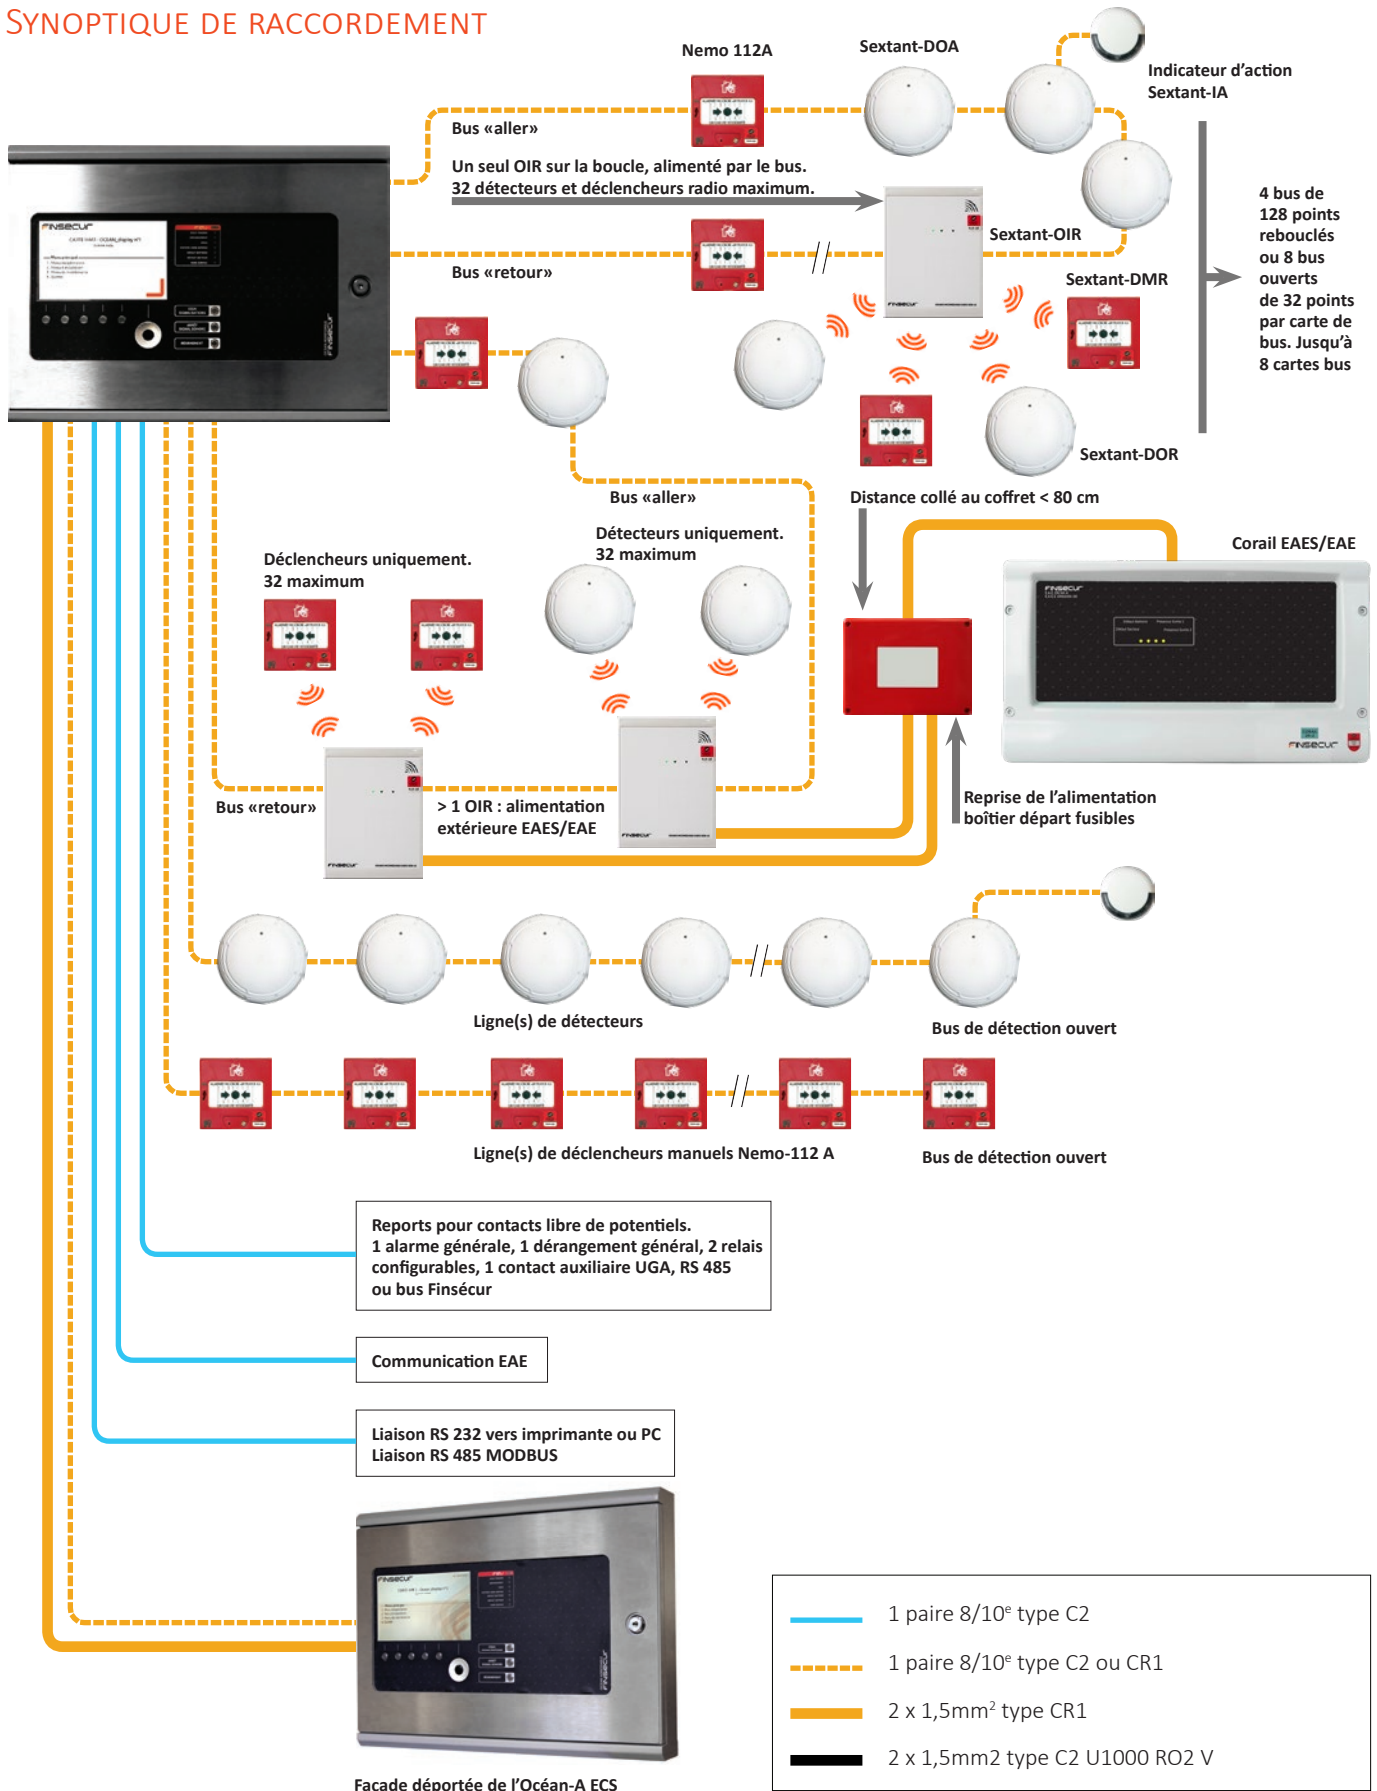 SYNOPTIQUE DE RACCORDEMENT
Nemo 112A
Sextant-DOA
Indicateur d'action
Sextant-IA
Bus «aller»
Un seul OIR sur la boucle, alimenté par le bus.
32 détecteurs et déclencheurs radio maximum.
4 bus de
128 points
rebouclés
ou 8 bus
ouverts
de 32 points
par carte de
bus. Jusqu'à
8 cartes bus
FINSECUR
Sextant-OIR
Bus «retour»
Sextant-DMR
FINSECUR
Sextant-DOR
Bus «aller»
Distance collé au coffret < 80 cm
Détecteurs uniquement.
32 maximum
Corail EAES/EAE
Déclencheurs uniquement.
32 maximum
FINSECUR
FINSECUR
Bus «retour»
> 1 OIR : alimentation
extérieure EAES/EAE
Reprise de l'alimentation
boîtier départ fusibles
FINSECUR
FINSECUR
Ligne(s) de détecteurs
Bus de détection ouvert
Ligne(s) de déclencheurs manuels Nemo-112 A
Bus de détection ouvert
Reports pour contacts libre de potentiels.
1 alarme générale, 1 dérangement général, 2 relais
configurables, 1 contact auxiliaire UGA, RS 485
ou bus Finsécur
Communication EAE
Liaison RS 232 vers imprimante ou PC
Liaison RS 485 MODBUS
FINSECUR
FINSECUR
1 paire 8/10e type C2
1 paire 8/10e type C2 ou CR1
2 x 1,5mm2 type CR1
2 x 1,5mm2 type C2 U1000 RO2 V
Façade déportée de l'Océan-A ECS